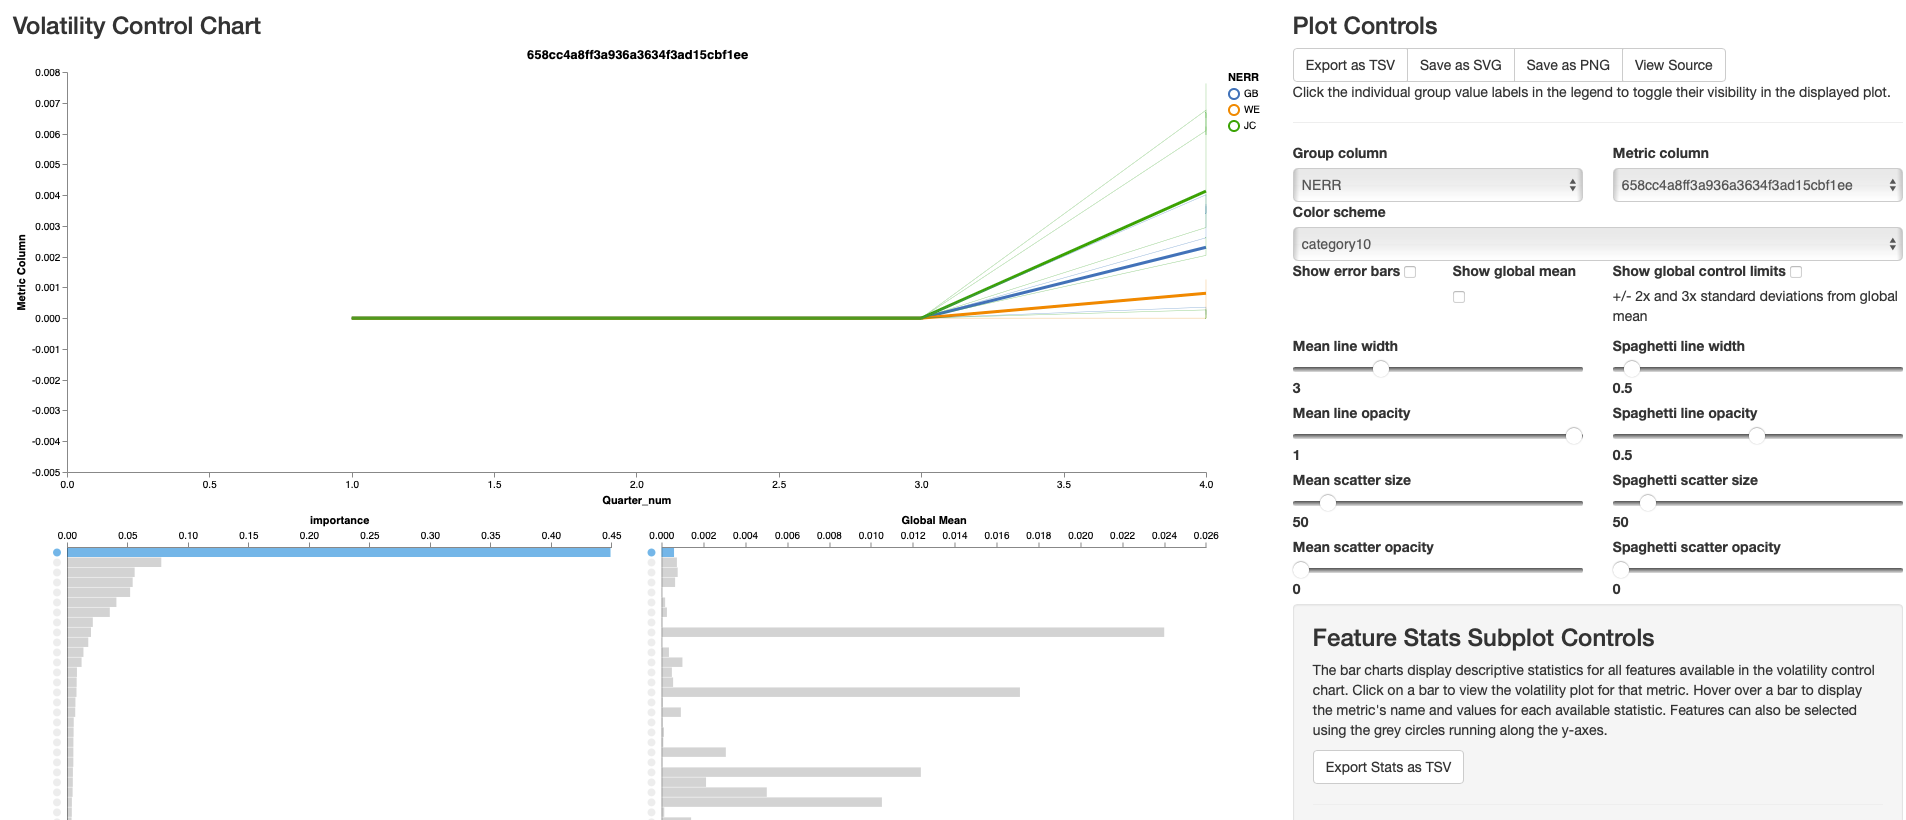 Volatility Control Chart
658cc4a8ff3a936a3634f3ad15cbf1ee
0.008
0.007
0.006
0.005
0.004
0.003
0.002
0.001
0.000
-0.001
-0.002
-0.003
-0.004
-0.005
Metric Column
0.0 0.5 1.0 1.5 2.0 2.5 3.0 3.5 4.0
Quarter_num
NERR
GB
WE
JC
importance
0.00 0.05 0.10 0.15 0.20 0.25 0.30 0.35 0.40 0.45
Global Mean
0.000 0.002 0.004 0.006 0.008 0.010 0.012 0.014 0.016 0.018 0.020 0.022 0.024 0.026
Plot Controls
Export as TSV Save as SVG Save as PNG View Source
Click the individual group value labels in the legend to toggle their visibility in the displayed plot.
Group column Metric column
NERR 658cc4a8ff3a936a3634f3ad15cbf1ee
Color scheme
category10
Show error bars Show global mean Show global control limits
+/- 2x and 3x standard deviations from global
mean
Mean line width Spaghetti line width
3 0.5
Mean line opacity Spaghetti line opacity
1 0.5
Mean scatter size Spaghetti scatter size
50 50
Mean scatter opacity Spaghetti scatter opacity
0 0
Feature Stats Subplot Controls
The bar charts display descriptive statistics for all features available in the volatility control
chart. Click on a bar to view the volatility plot for that metric. Hover over a bar to display
the metric's name and values for each available statistic. Features can also be selected
using the grey circles running along the y-axes.
Export Stats as TSV